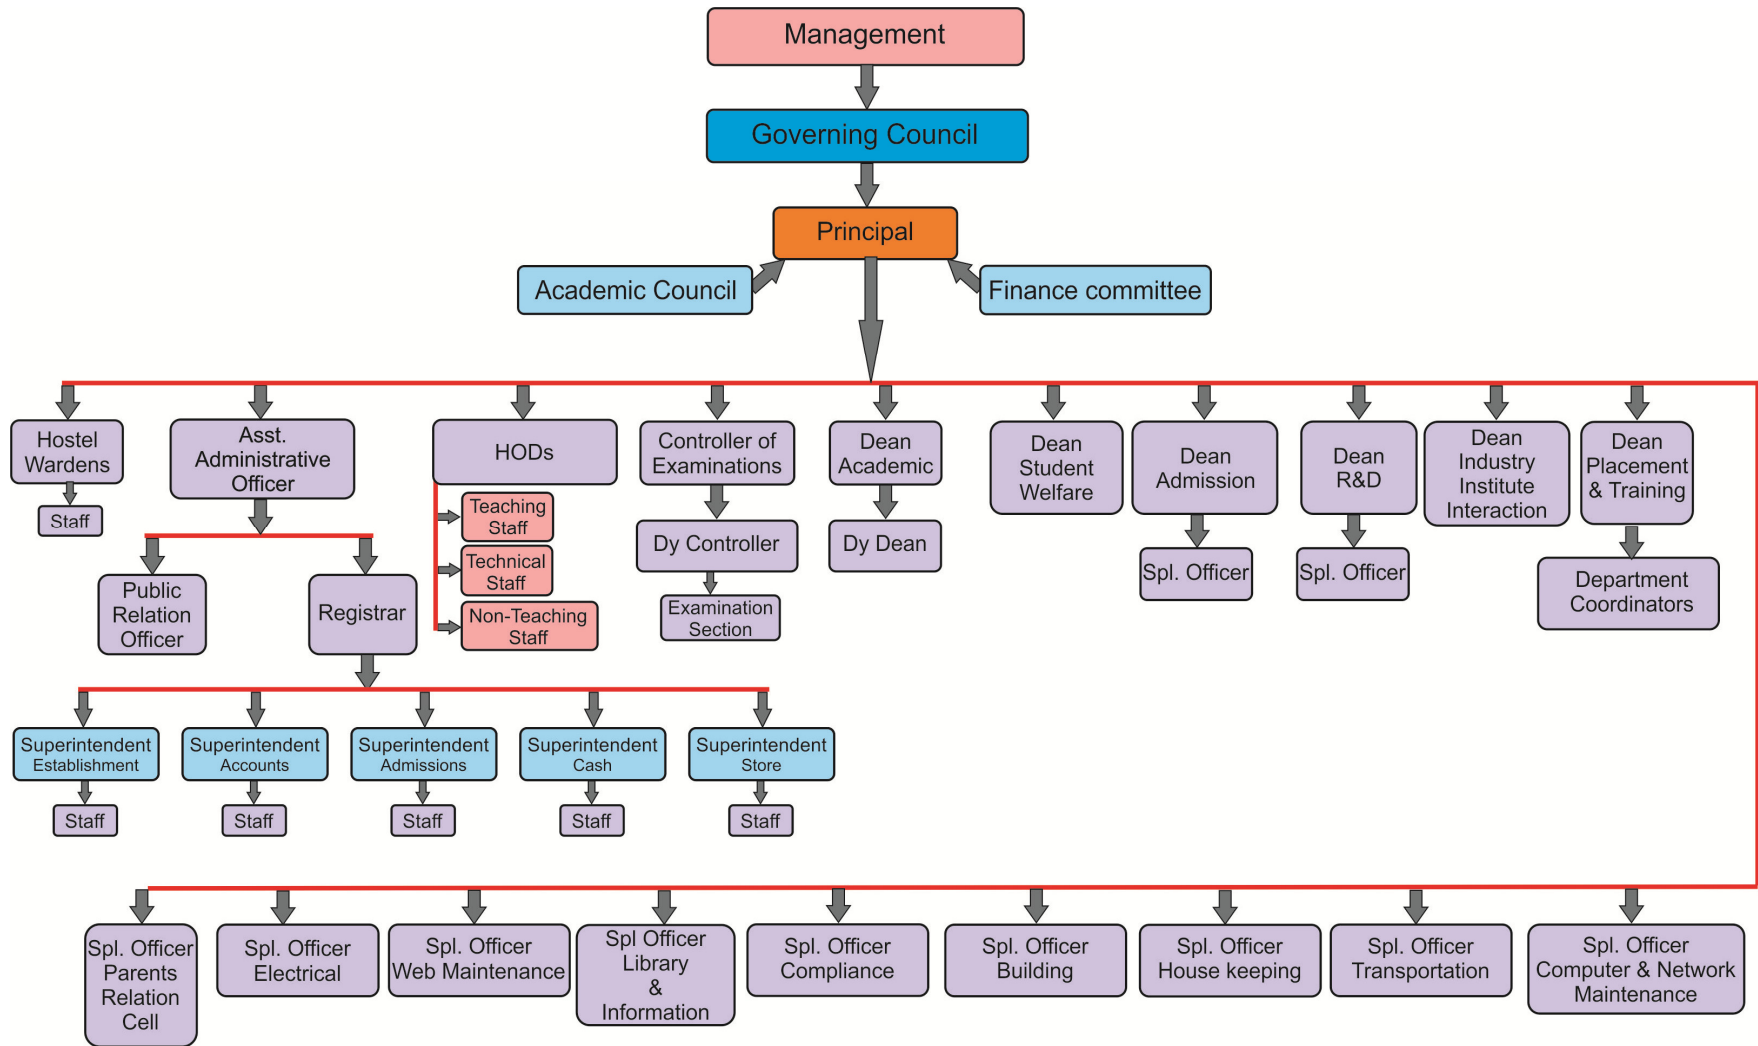 Management
Governing Council
Principal
Academic Council
Finance committee
Hostel
Wardens
Staff
Asst.
Administrative
Officer
Public
Relation
Officer
Registrar
HODs
Teaching
Staff
Technical
Staff
Non-Teaching
Staff
Controller of
Examinations
Dy Controller
Examination
Section
Dean
Academic
Dy Dean
Dean
Student
Welfare
Dean
Admission
Spl. Officer
Dean
R&D
Spl. Officer
Dean
Industry
Institute
Interaction
Dean
Placement
& Training
Department
Coordinators
Superintendent
Establishment
Staff
Superintendent
Accounts
Staff
Superintendent
Admissions
Staff
Superintendent
Cash
Staff
Superintendent
Store
Staff
Spl. Officer
Parents
Relation
Cell
Spl. Officer
Electrical
Spl. Officer
Web Maintenance
Spl Officer
Library
&
Information
Spl. Officer
Compliance
Spl. Officer
Building
Spl. Officer
House keeping
Spl. Officer
Transportation
Spl. Officer
Computer & Network
Maintenance